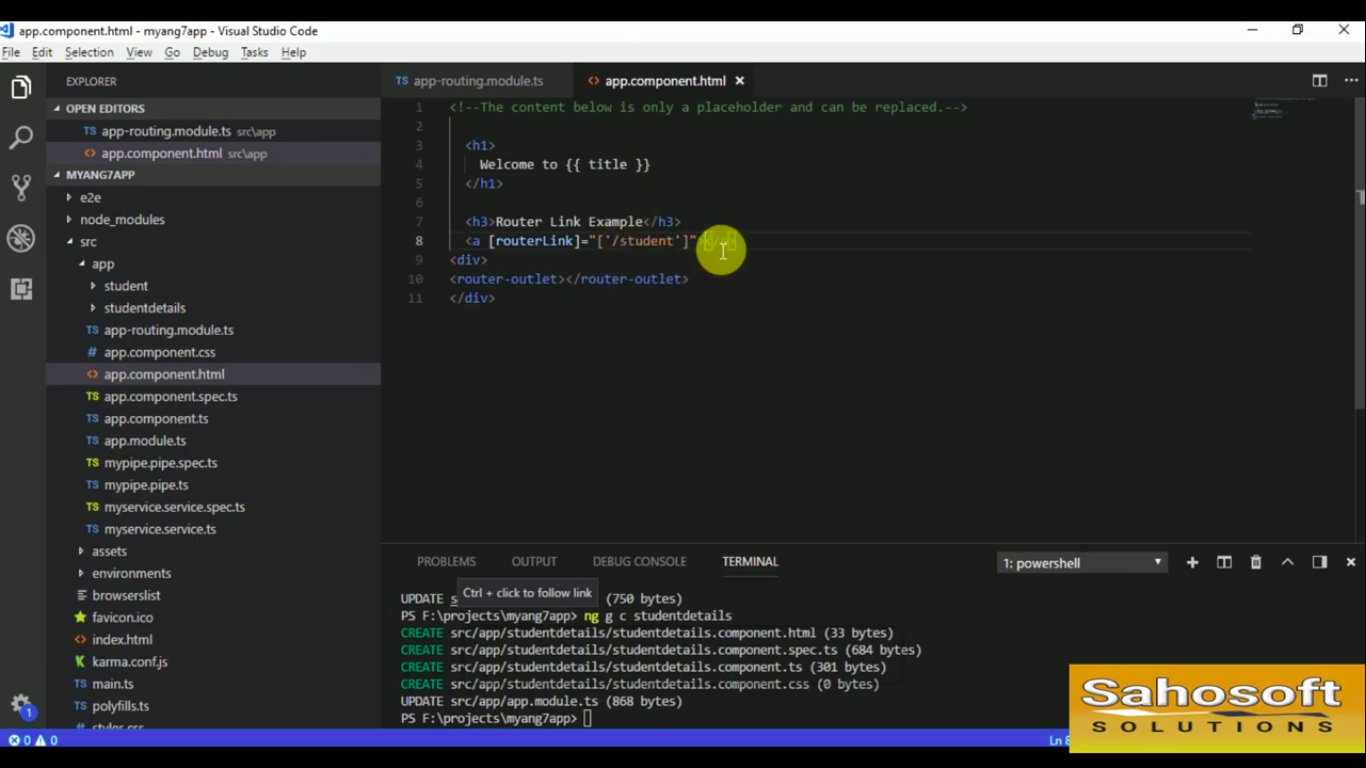 app.component.html - myang7app - Visual Studio Code
File Edit Selection View Go Debug Tasks Help
EXPLORER
OPEN EDITORS
TS app-routing.module.ts src\app
<> app.component.html src\app
MYANG7APP
e2e
node_modules
src
app
student
studentdetails
TS app-routing.module.ts
# app.component.css
<> app.component.html
TS app.component.spec.ts
TS app.component.ts
TS app.module.ts
TS mypipe.pipe.spec.ts
TS mypipe.pipe.ts
TS myservice.service.spec.ts
TS myservice.service.ts
assets
environments
browserslist
favicon.ico
<> index.html
K karma.conf.js
TS main.ts
TS polyfills.ts
styles.css
1
0 0
TS app-routing.module.ts <> app.component.html
1 <!--The content below is only a placeholder and can be replaced.-->
2
3 <h1>
4 Welcome to {{ title }}
5 </h1>
6
7 <h3>Router Link Example</h3>
8 <a [routerLink]="['/student']"
9 <div>
10 <router-outlet></router-outlet>
11 </div>
PROBLEMS OUTPUT DEBUG CONSOLE TERMINAL 1: powershell
Ctrl + click to follow link
UPDATE (750 bytes)
PS F:\projects\myang7app> ng g c studentdetails
CREATE src/app/studentdetails/studentdetails.component.html (33 bytes)
CREATE src/app/studentdetails/studentdetails.component.spec.ts (684 bytes)
CREATE src/app/studentdetails/studentdetails.component.ts (301 bytes)
CREATE src/app/studentdetails/studentdetails.component.css (0 bytes)
UPDATE src/app/app.module.ts (868 bytes)
PS F:\projects\myang7app>
Ln 8
Sahosoft
SOLUTIONS